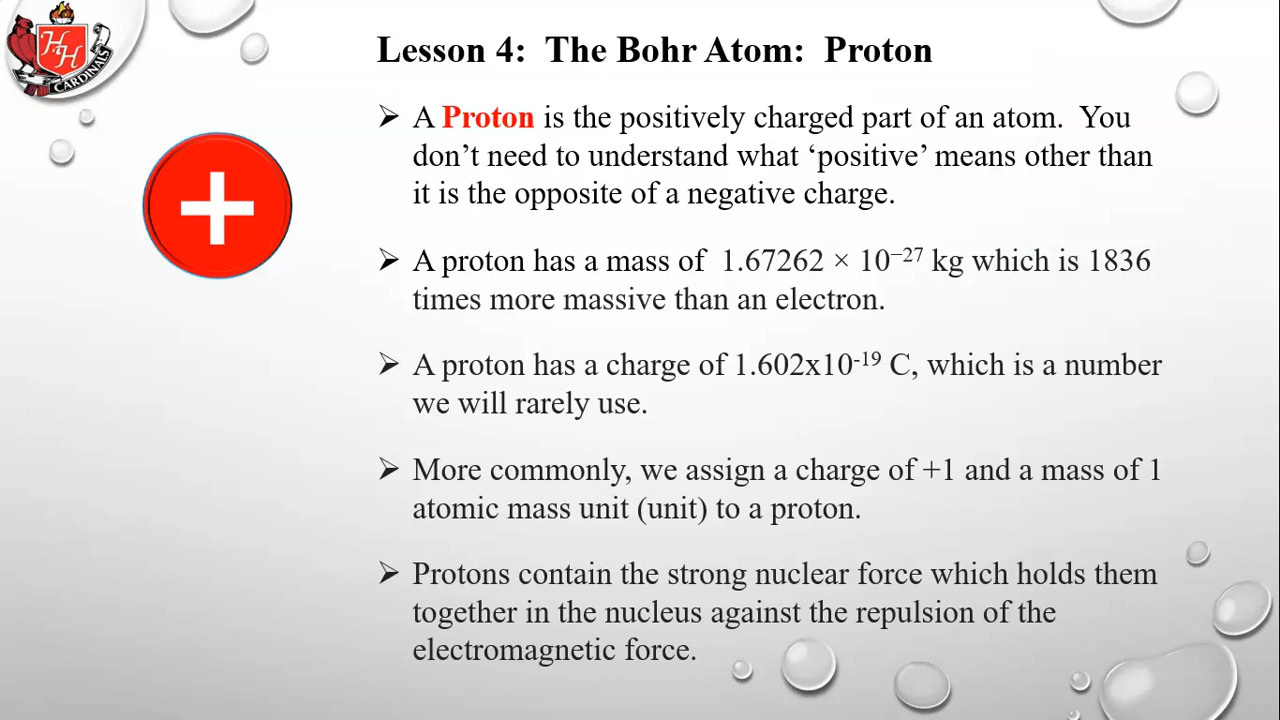 HH
CARDINALS
Lesson 4: The Bohr Atom: Proton
➢ A Proton is the positively charged part of an atom. You
don’t need to understand what ‘positive’ means other than
it is the opposite of a negative charge.
➢ A proton has a mass of 1.67262 × 10⁻²⁷ kg which is 1836
times more massive than an electron.
➢ A proton has a charge of 1.602x10⁻¹⁹ C, which is a number
we will rarely use.
➢ More commonly, we assign a charge of +1 and a mass of 1
atomic mass unit (unit) to a proton.
➢ Protons contain the strong nuclear force which holds them
together in the nucleus against the repulsion of the
electromagnetic force.